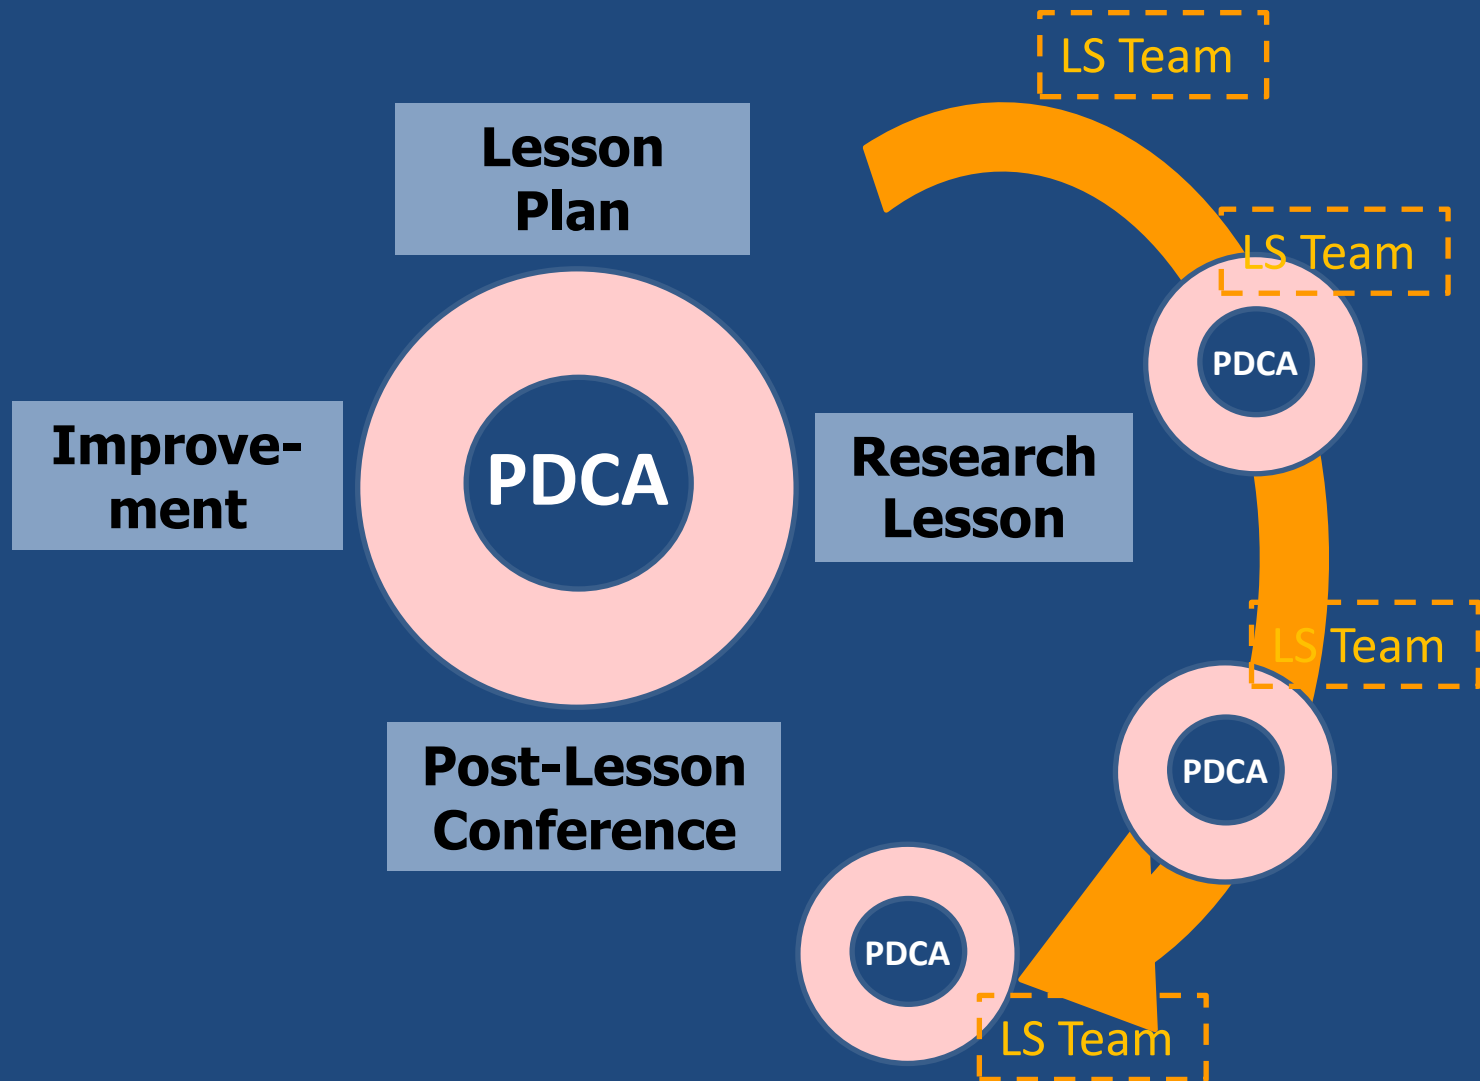 LS Team
Lesson
Plan
LS Team
PDCA
Improve-
ment
PDCA
Research
Lesson
LS Team
Post-Lesson
Conference
PDCA
PDCA
LS Team